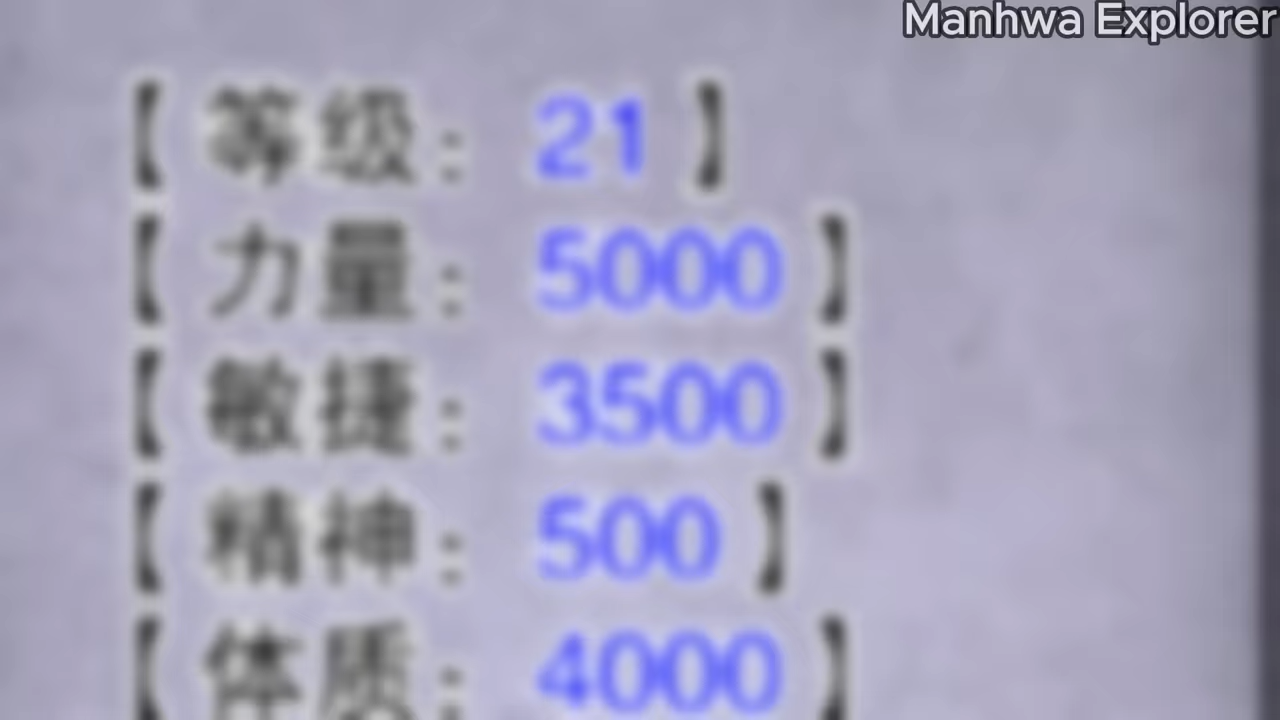 Manhwa Explorer
【等级: 21】
【力量: 5000】
【敏捷: 3500】
【精神: 500】
【体质: 4000】